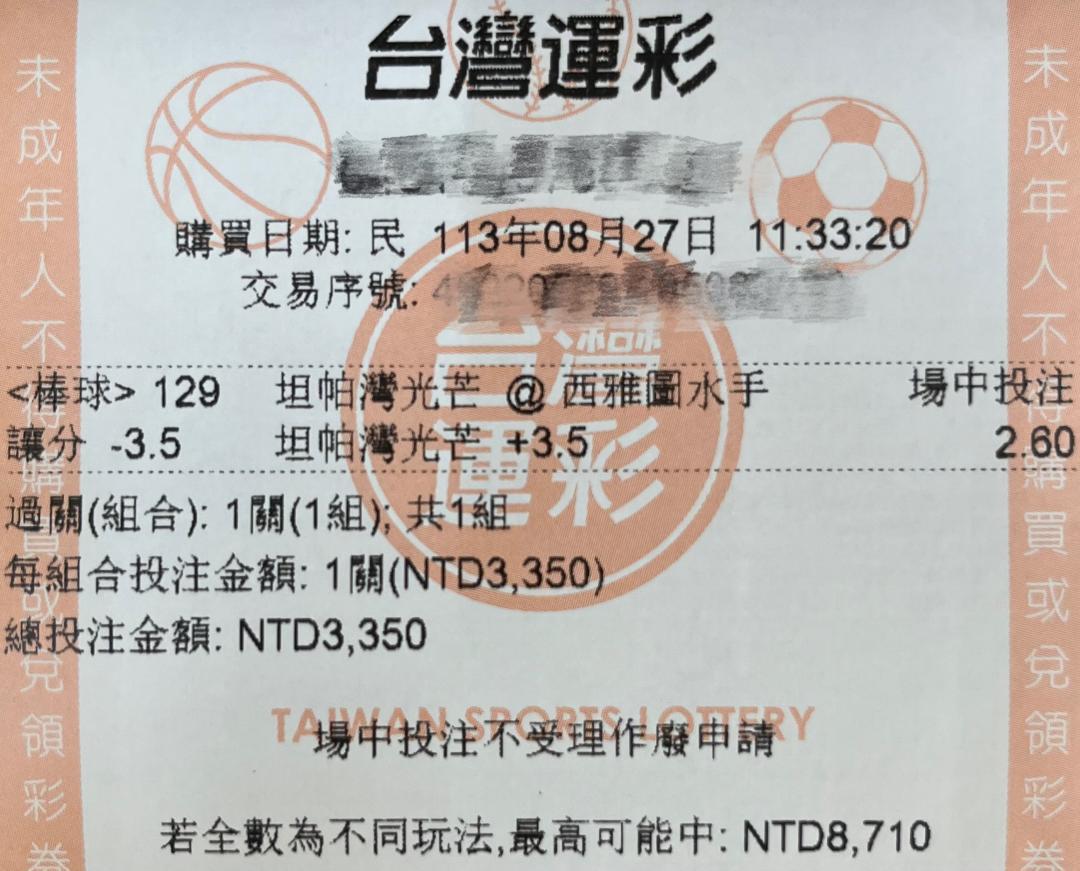 台灣運彩
購買日期: 民 113年08月27日 11:33:20
交易序號:
<棒球> 129 坦帕灣光芒 @ 西雅圖水手 場中投注
讓分 -3.5 坦帕灣光芒 +3.5 2.60
過關(組合): 1關(1組); 共1組
每組合投注金額: 1關(NTD3,350)
總投注金額: NTD3,350
TAIWAN SPORTS LOTTERY
場中投注不受理作廢申請
若全數為不同玩法,最高可能中: NTD8,710
台灣
運彩
未成年人不得購買或兌領彩券
未成年人不得購買或兌領彩券